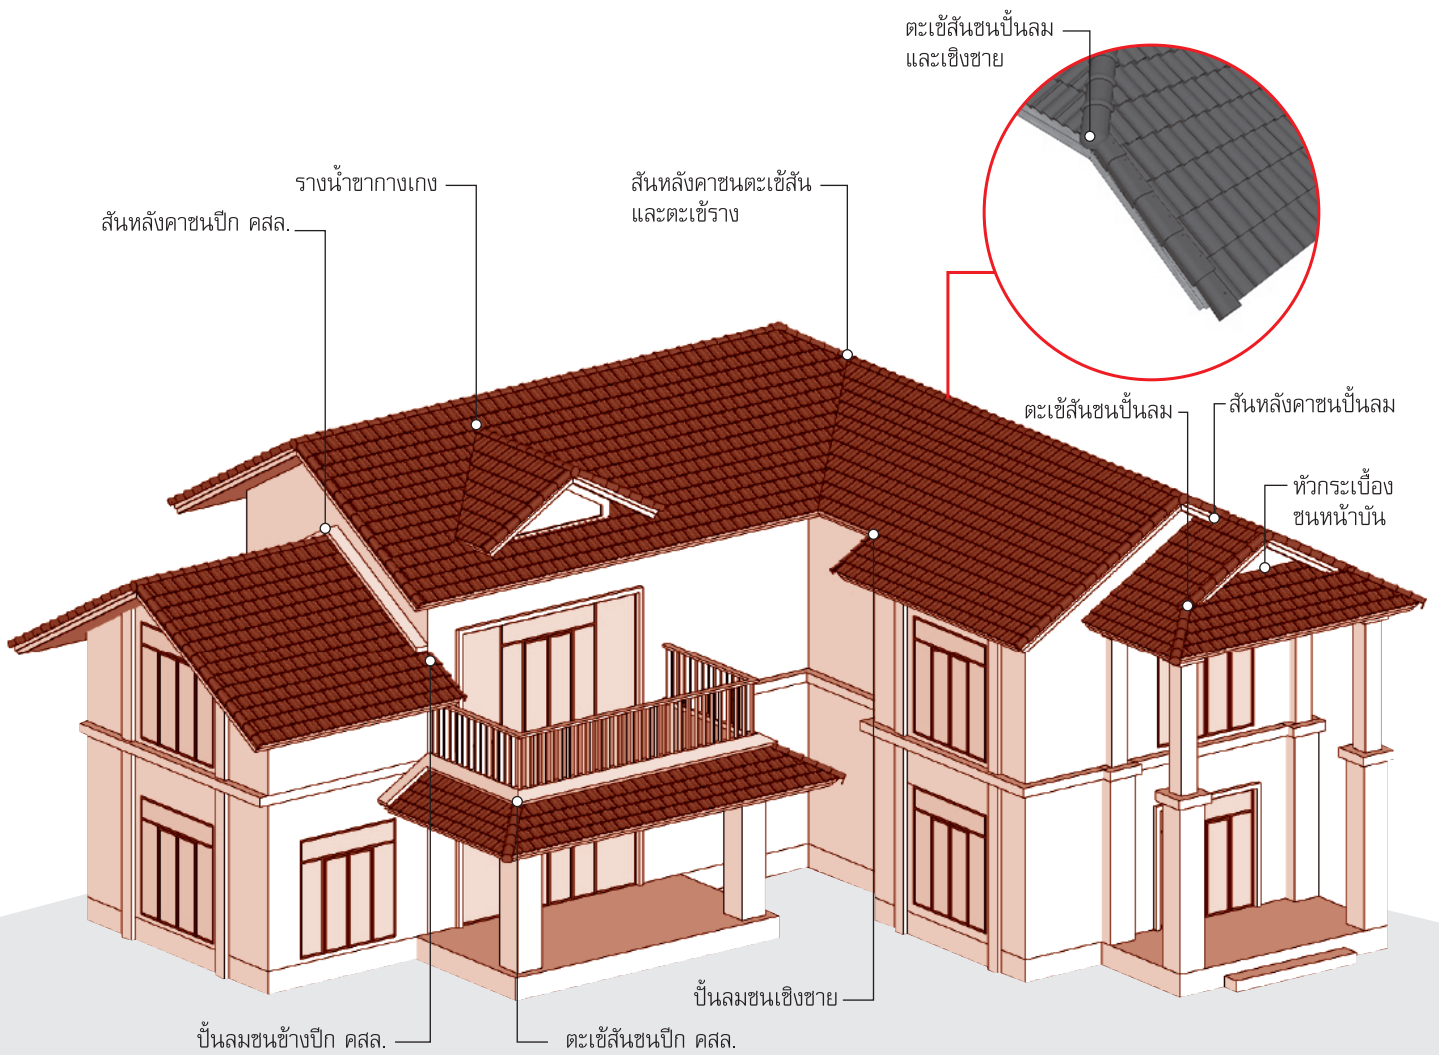 ตะเข้สันชนปั้นลม
และเชิงชาย
รางน้ำขากางเกง
สันหลังคาชนตะเข้สัน
และตะเข้ราง
สันหลังคาชนปีก คสล.
ตะเข้สันชนปั้นลม
สันหลังคาชนปั้นลม
หัวกระเบื้อง
ชนหน้าบัน
ปั้นลมชนเชิงชาย
ปั้นลมชนข้างปีก คสล.
ตะเข้สันชนปีก คสล.